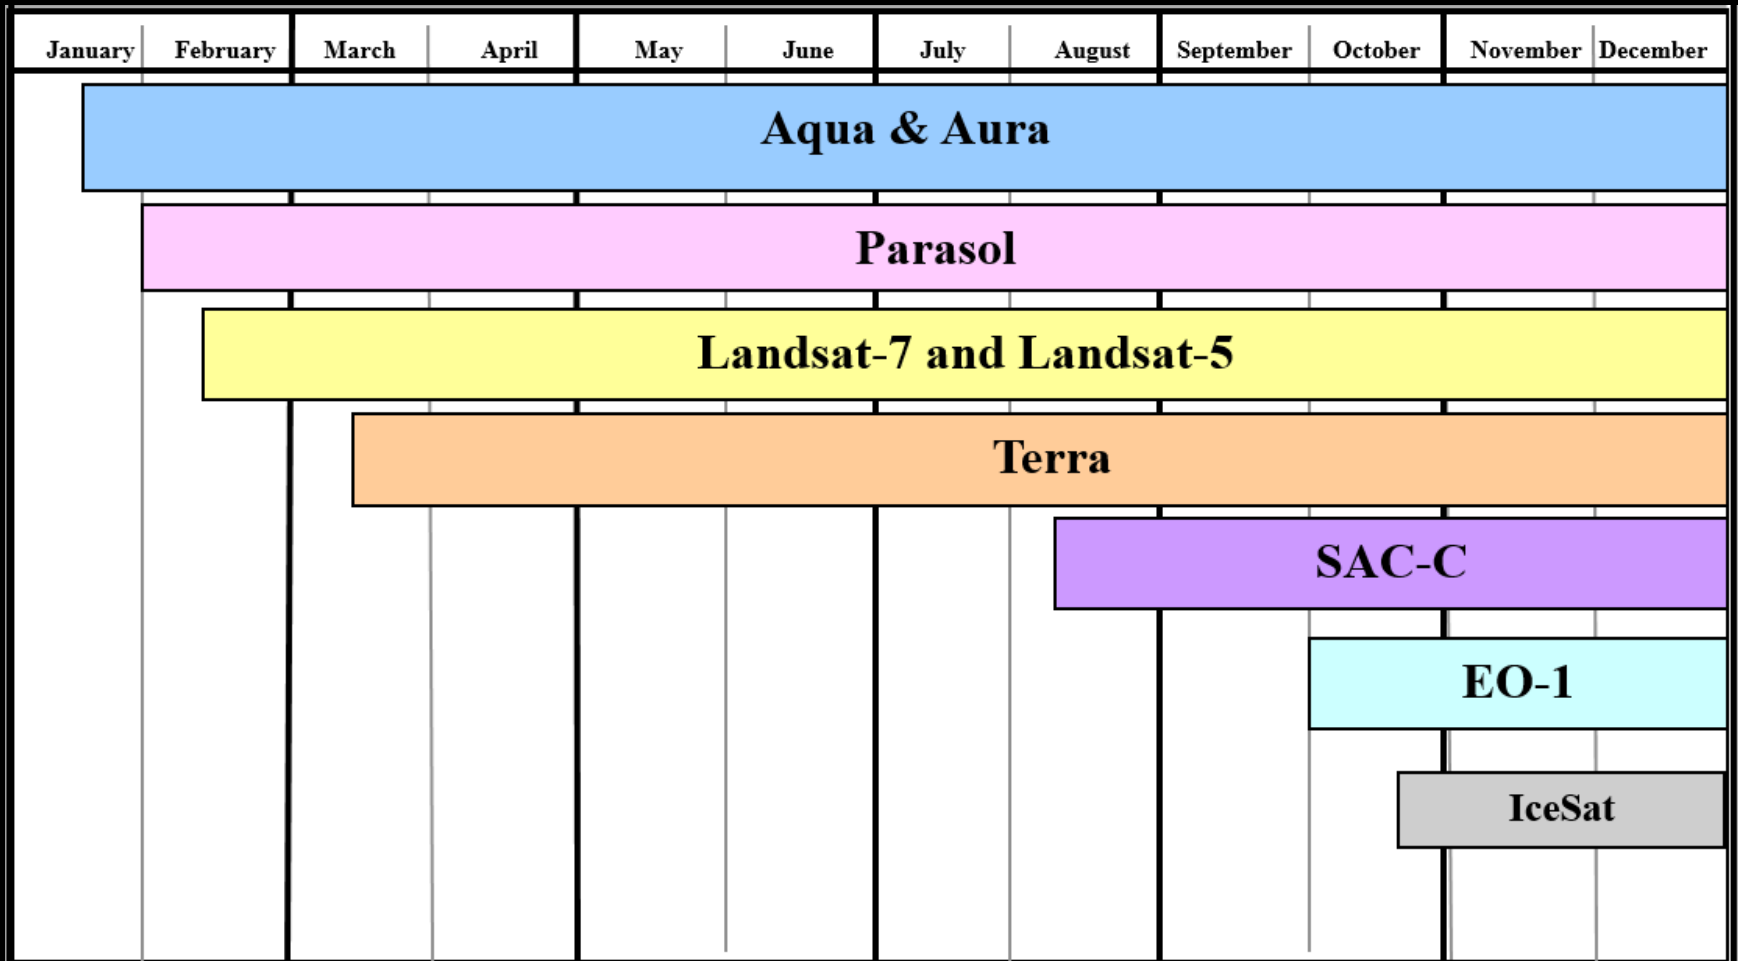 January February March April May June July August September October November December
Aqua & Aura
Parasol
Landsat-7 and Landsat-5
Terra
SAC-C
EO-1
IceSat